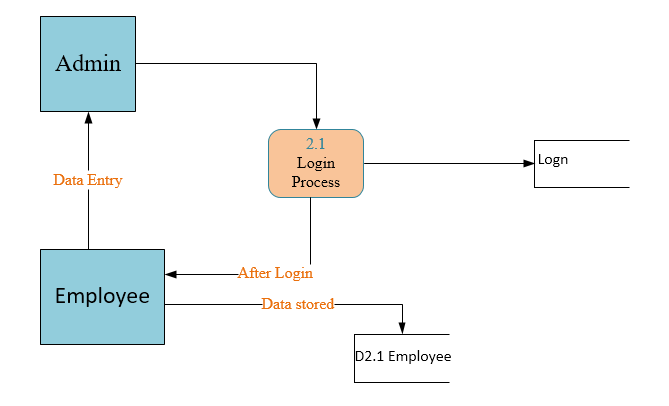 Admin
2.1
Login
Process
Logn
Data Entry
After Login
Employee
Data stored
D2.1 Employee